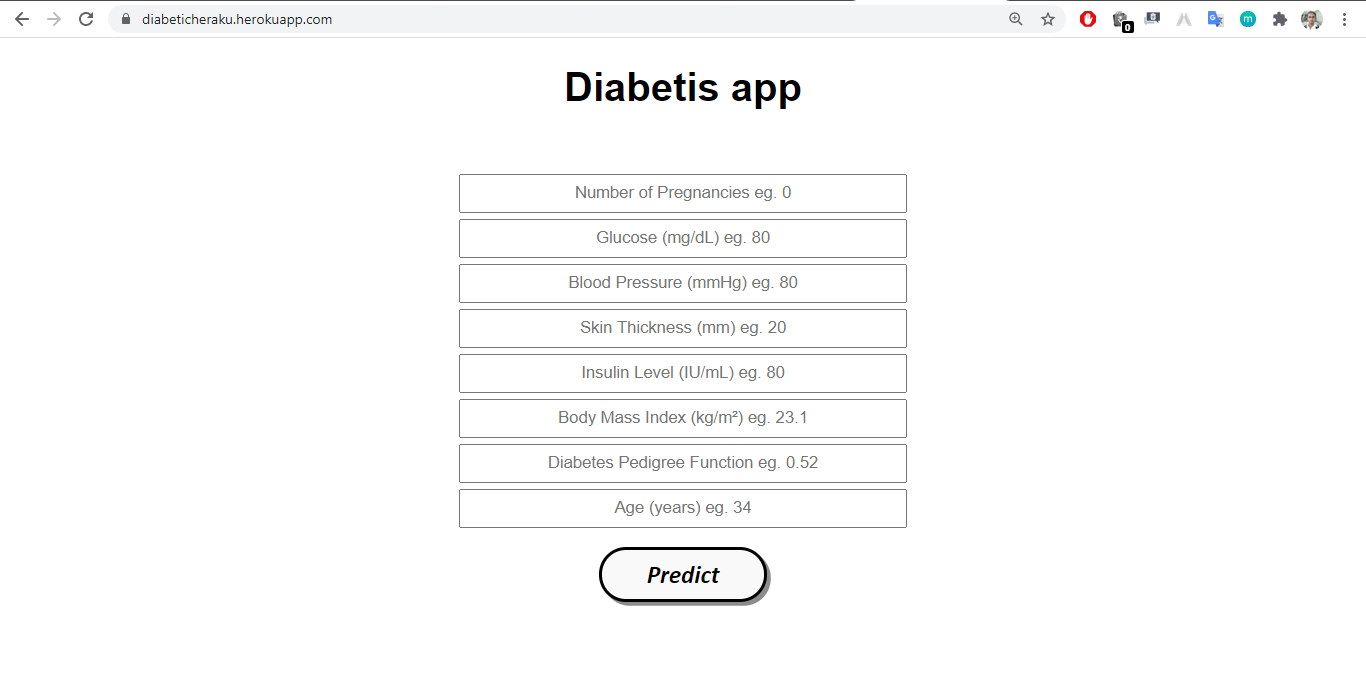 diabeticheraku.herokuapp.com
0
m
Diabetis app
Number of Pregnancies eg. 0
Glucose (mg/dL) eg. 80
Blood Pressure (mmHg) eg. 80
Skin Thickness (mm) eg. 20
Insulin Level (IU/mL) eg. 80
Body Mass Index (kg/m²) eg. 23.1
Diabetes Pedigree Function eg. 0.52
Age (years) eg. 34
Predict